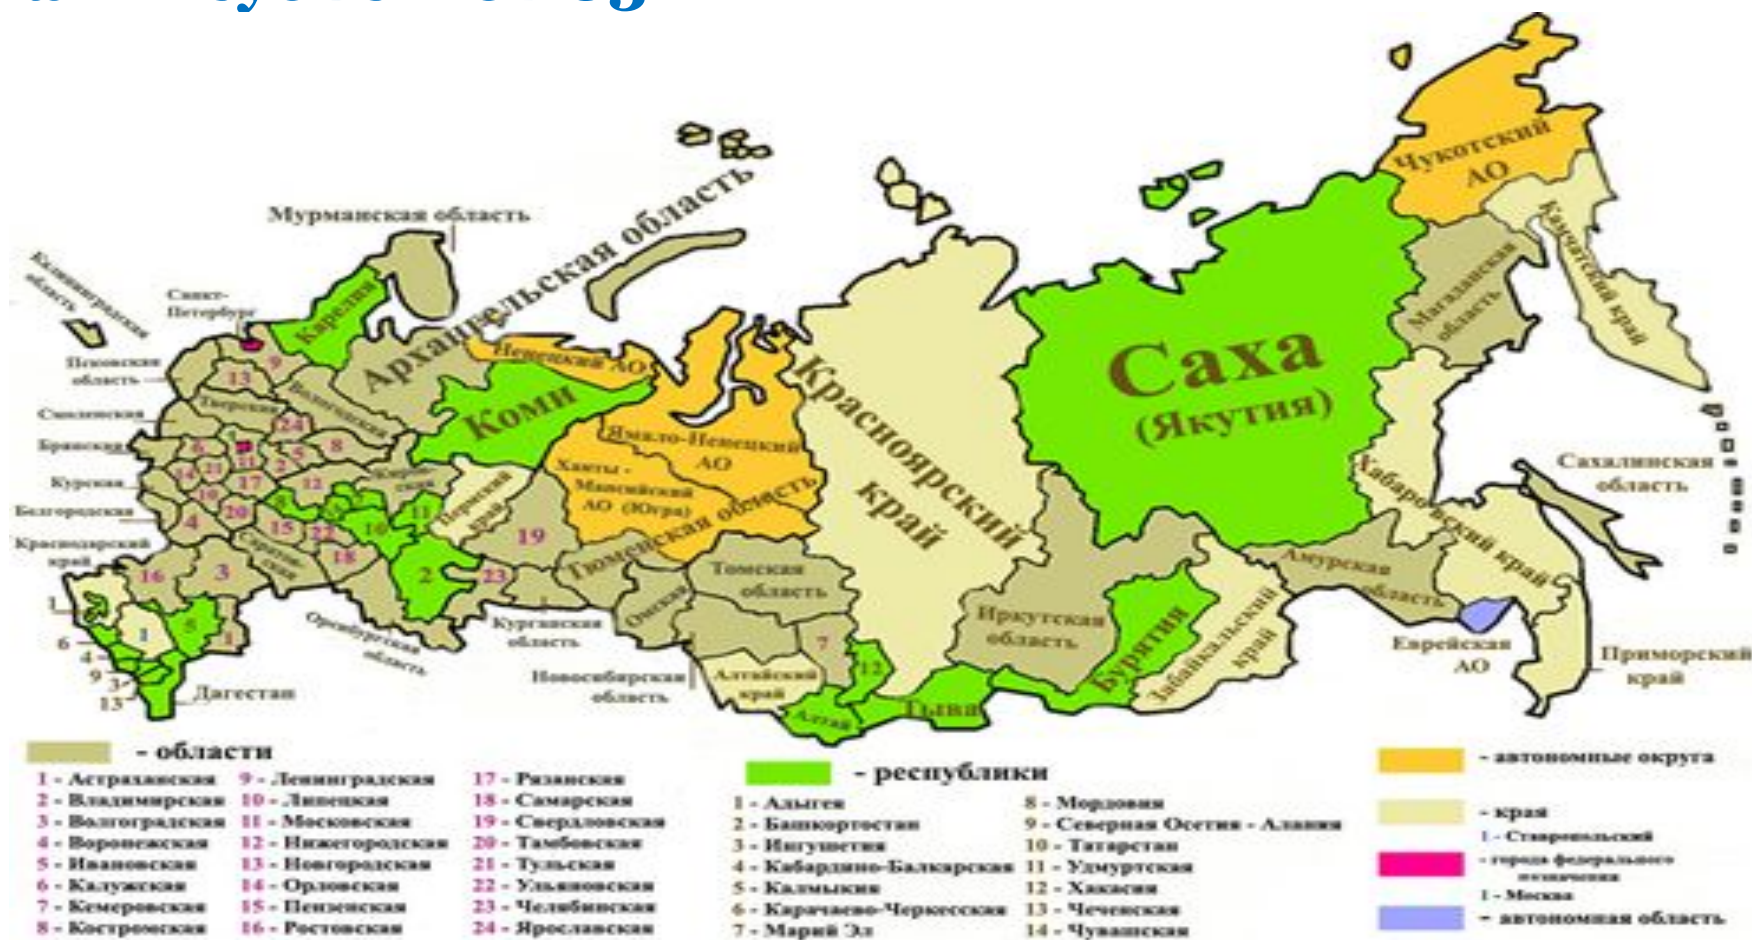 Мурманская область
Калининградская
область
Санкт-
Петербург
Карелия
Архангельская область
Псковская
область
Смоленская
Брянская
Курская
Белгородская
Краснодарский
край
Тверская
Вологодская
Ненецкий АО
Коми
Ямало-Ненецкий
АО
Ханты -
Мансийский
АО (Югра)
Тюменская область
Пермский
край
Красноярский
край
Саха
(Якутия)
Чукотский
АО
Камчатский край
Магаданская
область
Хабаровский край
Сахалинская
область
Амурская
область
Еврейская
АО
Приморский
край
Забайкальский
край
Бурятия
Иркутская
область
Тыва
Алтай
Алтайский
край
Томская
область
Омская
Новосибирская
область
Курганская
область
Оренбургская
область
Дагестан
- области
1 - Астраханская
2 - Владимирская
3 - Волгоградская
4 - Воронежская
5 - Ивановская
6 - Калужская
7 - Кемеровская
8 - Костромская
9 - Ленинградская
10 - Липецкая
11 - Московская
12 - Нижегородская
13 - Новгородская
14 - Орловская
15 - Пензенская
16 - Ростовская
17 - Рязанская
18 - Самарская
19 - Свердловская
20 - Тамбовская
21 - Тульская
22 - Ульяновская
23 - Челябинская
24 - Ярославская
- республики
1 - Адыгея
2 - Башкортостан
3 - Ингушетия
4 - Кабардино-Балкарская
5 - Калмыкия
6 - Карачаево-Черкесская
7 - Марий Эл
8 - Мордовия
9 - Северная Осетия - Алания
10 - Татарстан
11 - Удмуртская
12 - Хакасия
13 - Чеченская
14 - Чувашская
- автономные округа
- края
1 - Ставропольский
- города федерального
1 - Москва
- автономная область